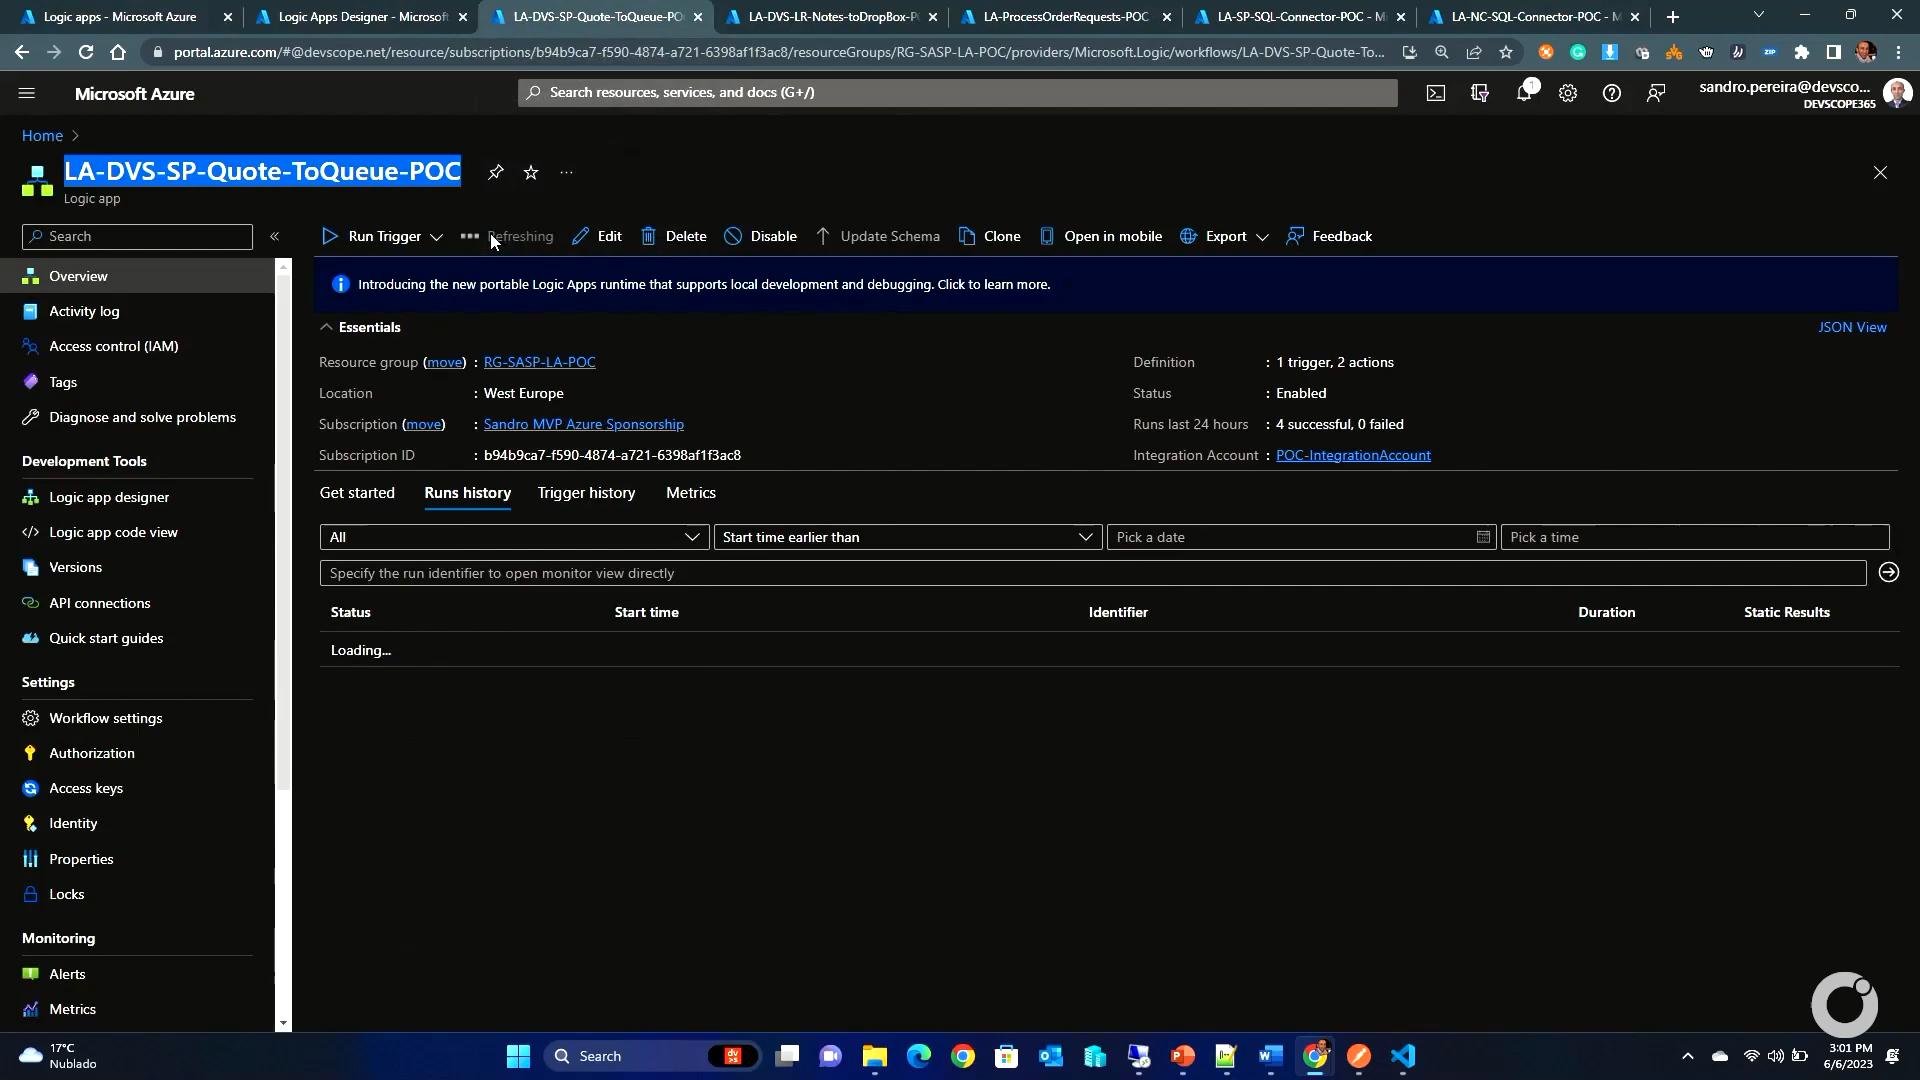 Logic apps - Microsoft Azure
Logic Apps Designer - Microsoft
LA-DVS-SP-Quote-ToQueue-PO
LA-DVS-LR-Notes-toDropBox-P
LA-ProcessOrderRequests-POC
LA-SP-SQL-Connector-POC - Mi
LA-NC-SQL-Connector-POC - M
portal.azure.com/#@devscope.net/resource/subscriptions/b94b9ca7-f590-4874-a721-6398af1f3ac8/resourceGroups/RG-SASP-LA-POC/providers/Microsoft.Logic/workflows/LA-DVS-SP-Quote-To...
Microsoft Azure
Search resources, services, and docs (G+/)
1
sandro.pereira@devsco...
DEVSCOPE365
Home
LA-DVS-SP-Quote-ToQueue-POC
Logic app
Search
Run Trigger
Refreshing
Edit
Delete
Disable
Update Schema
Clone
Open in mobile
Export
Feedback
Introducing the new portable Logic Apps runtime that supports local development and debugging. Click to learn more.
Essentials
JSON View
Resource group (move) : RG-SASP-LA-POC
Location : West Europe
Subscription (move) : Sandro MVP Azure Sponsorship
Subscription ID : b94b9ca7-f590-4874-a721-6398af1f3ac8
Definition : 1 trigger, 2 actions
Status : Enabled
Runs last 24 hours : 4 successful, 0 failed
Integration Account : POC-IntegrationAccount
Get started
Runs history
Trigger history
Metrics
All
Start time earlier than
Pick a date
Pick a time
Specify the run identifier to open monitor view directly
Status
Start time
Identifier
Duration
Static Results
Loading...
Overview
Activity log
Access control (IAM)
Tags
Diagnose and solve problems
Development Tools
Logic app designer
Logic app code view
Versions
API connections
Quick start guides
Settings
Workflow settings
Authorization
Access keys
Identity
Properties
Locks
Monitoring
Alerts
Metrics
17°C
Nublado
Search
3:01 PM
6/6/2023